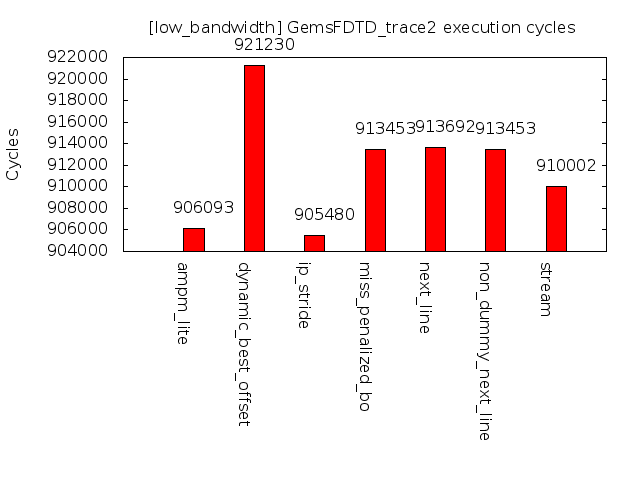 [low_bandwidth] GemsFDTD_trace2 execution cycles
Cycles
922000
920000
918000
916000
914000
912000
910000
908000
906000
904000
906093
921230
905480
913453
913692
913453
910002
ampm_lite
dynamic_best_offset
ip_stride
miss_penalized_bo
next_line
non_dummy_next_line
stream